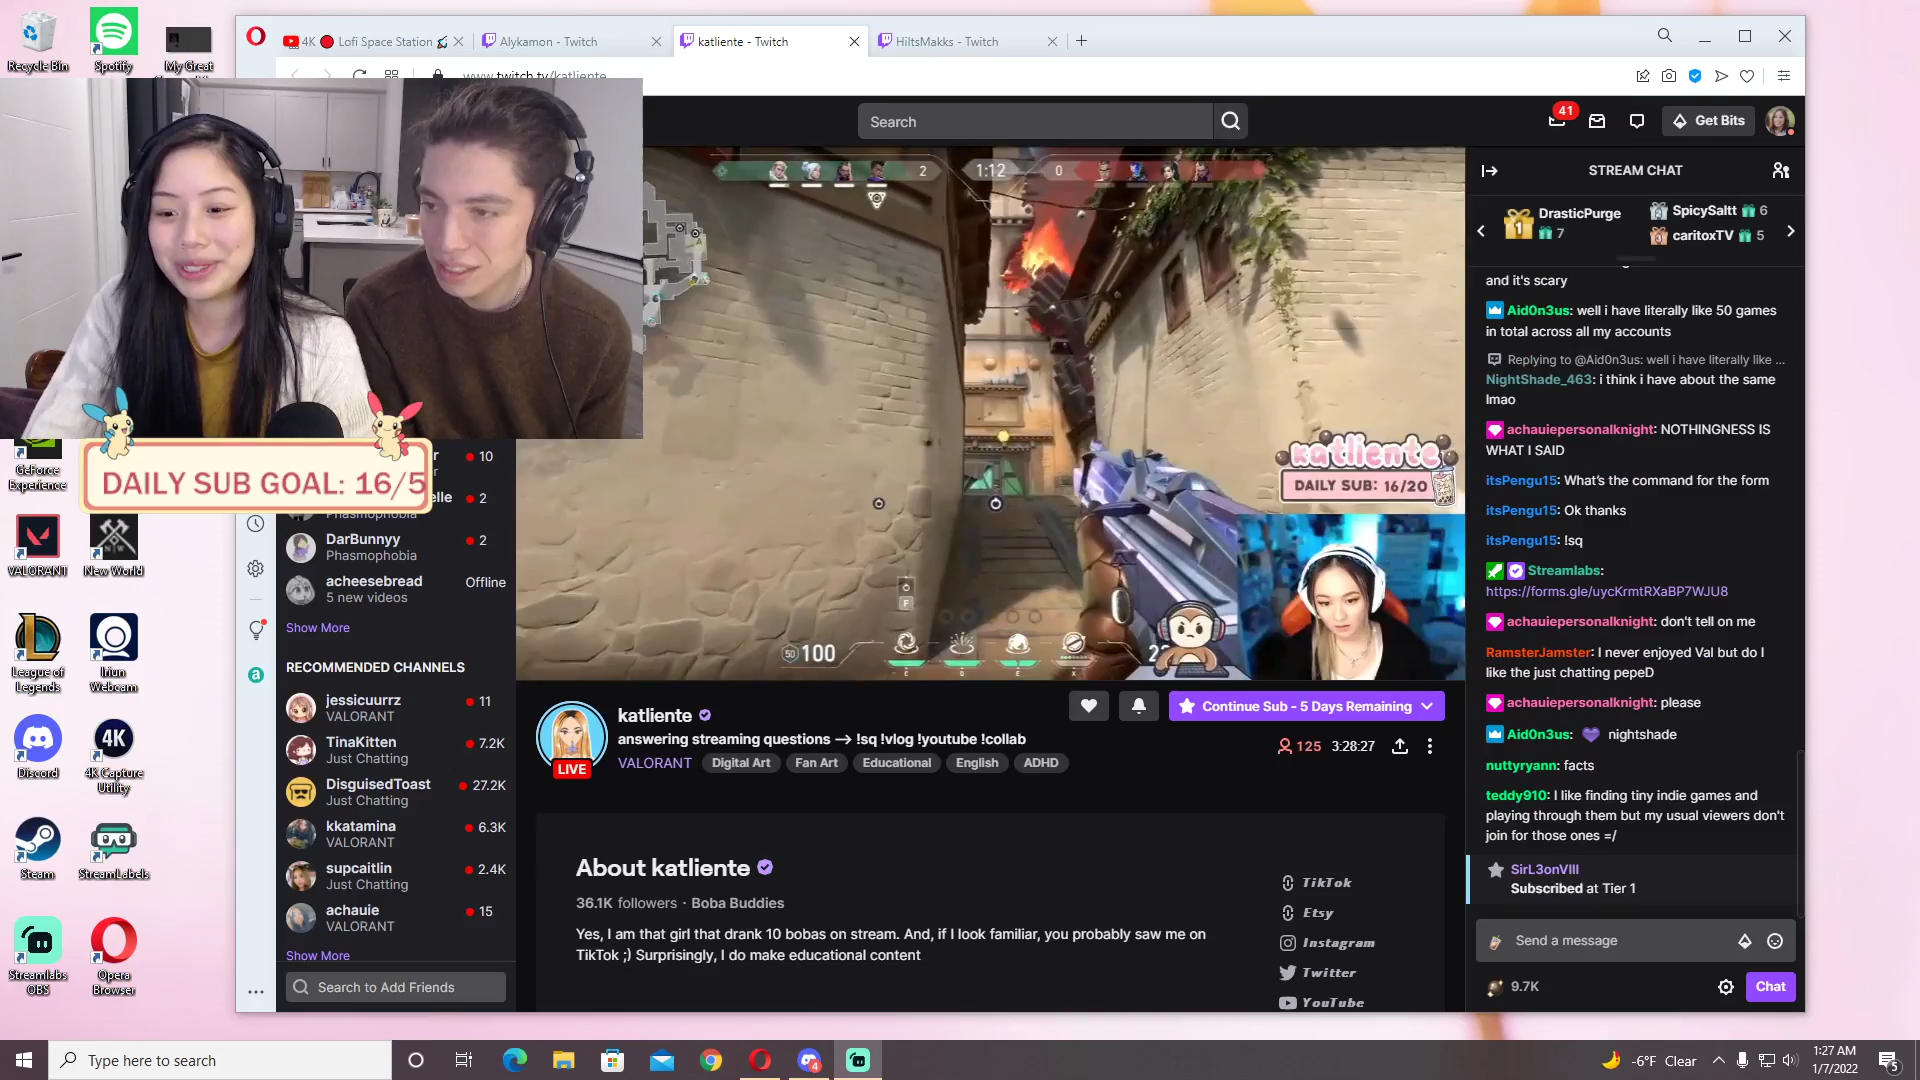 Recycle Bin
Spotify
My Great
4K Lofi Space Station
Alykamon - Twitch
katliente - Twitch
HiltsMakks - Twitch
www.twitch.tv/katliente
Search
41
Get Bits
2
1:12
0
STREAM CHAT
1
DrasticPurge
7
SpicySaltt 6
caritoxTV 5
and it's scary
Aid0n3us: well i have literally like 50 games
in total across all my accounts
Replying to @Aid0n3us: well i have literally like ...
NightShade_463: i think i have about the same
lmao
achauiepersonalknight: NOTHINGNESS IS
WHAT I SAID
itsPengu15: What's the command for the form
itsPengu15: Ok thanks
itsPengu15: !sq
Streamlabs:
https://forms.gle/uycKrmtRXaBP7WJU8
achauiepersonalknight: don't tell on me
RamsterJamster: I never enjoyed Val but do I
like the just chatting pepeD
achauiepersonalknight: please
Aid0n3us: nightshade
nuttyryann: facts
teddy910: I like finding tiny indie games and
playing through them but my usual viewers don't
join for those ones =/
SirL3onVIII
Subscribed at Tier 1
Send a message
9.7K
Chat
katliente
DAILY SUB: 16/20
F
50 100
C
Q
E
X
DAILY SUB GOAL: 16/5
10
2
DarBunnyy
Phasmophobia
2
acheesebread
5 new videos
Offline
Show More
RECOMMENDED CHANNELS
jessicuurrz
VALORANT
11
TinaKitten
Just Chatting
7.2K
DisguisedToast
Just Chatting
27.2K
kkatamina
VALORANT
6.3K
supcaitlin
Just Chatting
2.4K
achauie
VALORANT
15
Show More
Search to Add Friends
LIVE
katliente
answering streaming questions --> !sq !vlog !youtube !collab
VALORANT
Digital Art
Fan Art
Educational
English
ADHD
Continue Sub - 5 Days Remaining
125
3:28:27
About katliente
36.1K followers · Boba Buddies
Yes, I am that girl that drank 10 bobas on stream. And, if I look familiar, you probably saw me on
TikTok ;) Surprisingly, I do make educational content
TikTok
Etsy
Instagram
Twitter
YouTube
GeForce
Experience
VALORANT
New World
League of
Legends
Iriun
Webcam
Discord
4K
4K Capture
Utility
Steam
StreamLabels
Streamlabs
OBS
Opera
Browser
Type here to search
4
-6°F Clear
1:27 AM
1/7/2022
5